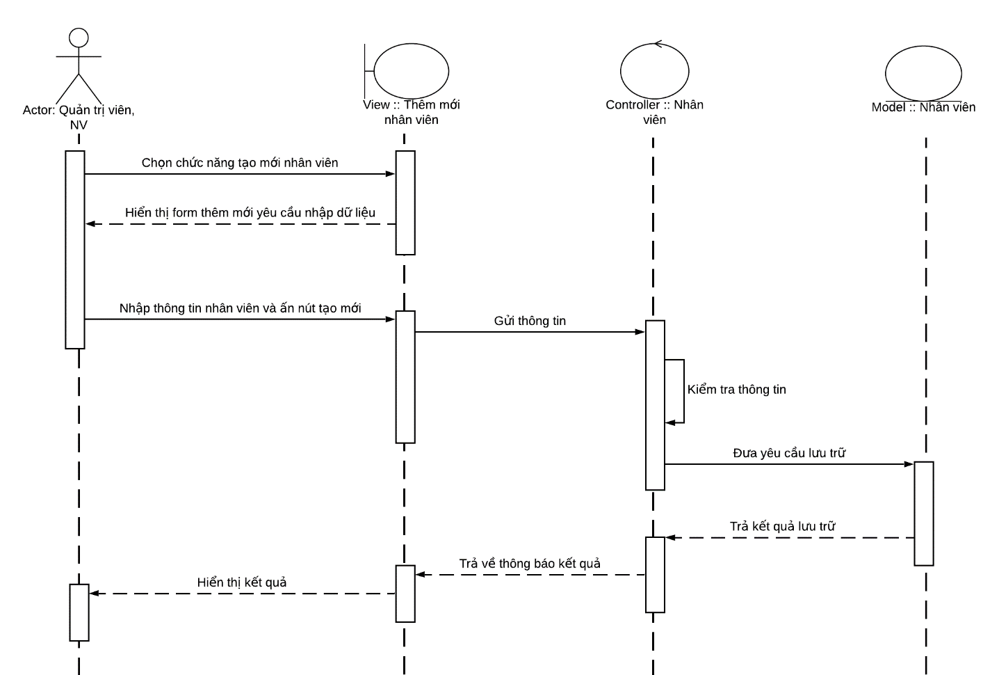 Actor: Quản trị viên,
NV
View :: Thêm mới
nhân viên
Controller :: Nhân
viên
Model :: Nhân viên
Chọn chức năng tạo mới nhân viên
Hiển thị form thêm mới yêu cầu nhập dữ liệu
Nhập thông tin nhân viên và ấn nút tạo mới
Gửi thông tin
Kiểm tra thông tin
Đưa yêu cầu lưu trữ
Trả kết quả lưu trữ
Trả về thông báo kết quả
Hiển thị kết quả